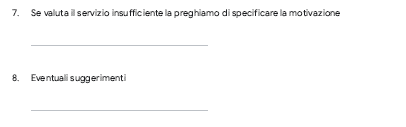 7. Se valuta il servizio insufficiente la preghiamo di specificare la motivazione
8. Eventuali suggerimenti